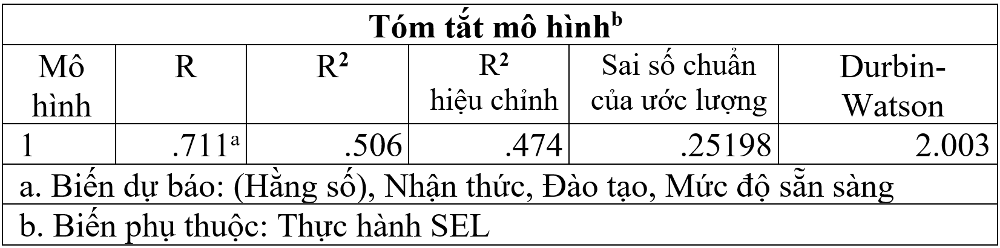 Tóm tắt mô hìnhᵇ
Mô hình R R² R² hiệu chỉnh Sai số chuẩn của ước lượng Durbin-Watson
1 .711ᵃ .506 .474 .25198 2.003
a. Biến dự báo: (Hằng số), Nhận thức, Đào tạo, Mức độ sẵn sàng
b. Biến phụ thuộc: Thực hành SEL